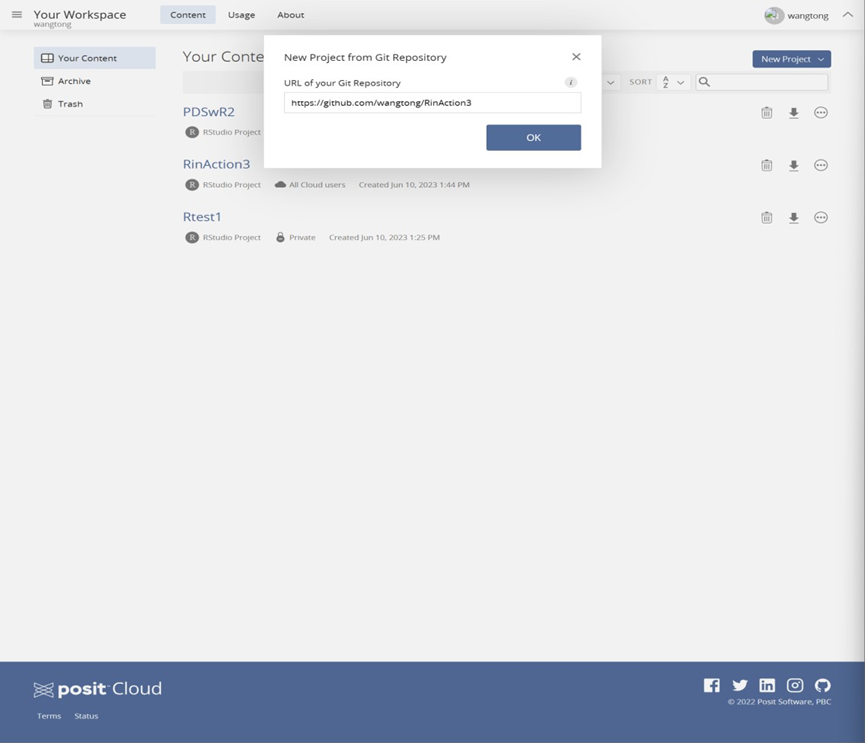 Your Workspace
wangtong
Content Usage About
wangtong
Your Content
Archive
Trash
Your Conte
New Project
SORT A Z
New Project from Git Repository
URL of your Git Repository i
https://github.com/wangtong/RinAction3
OK
PDSwR2
R RStudio Project
RinAction3
R RStudio Project All Cloud users Created Jun 10, 2023 1:44 PM
Rtest1
R RStudio Project Private Created Jun 10, 2023 1:25 PM
posit Cloud
Terms Status
© 2022 Posit Software, PBC